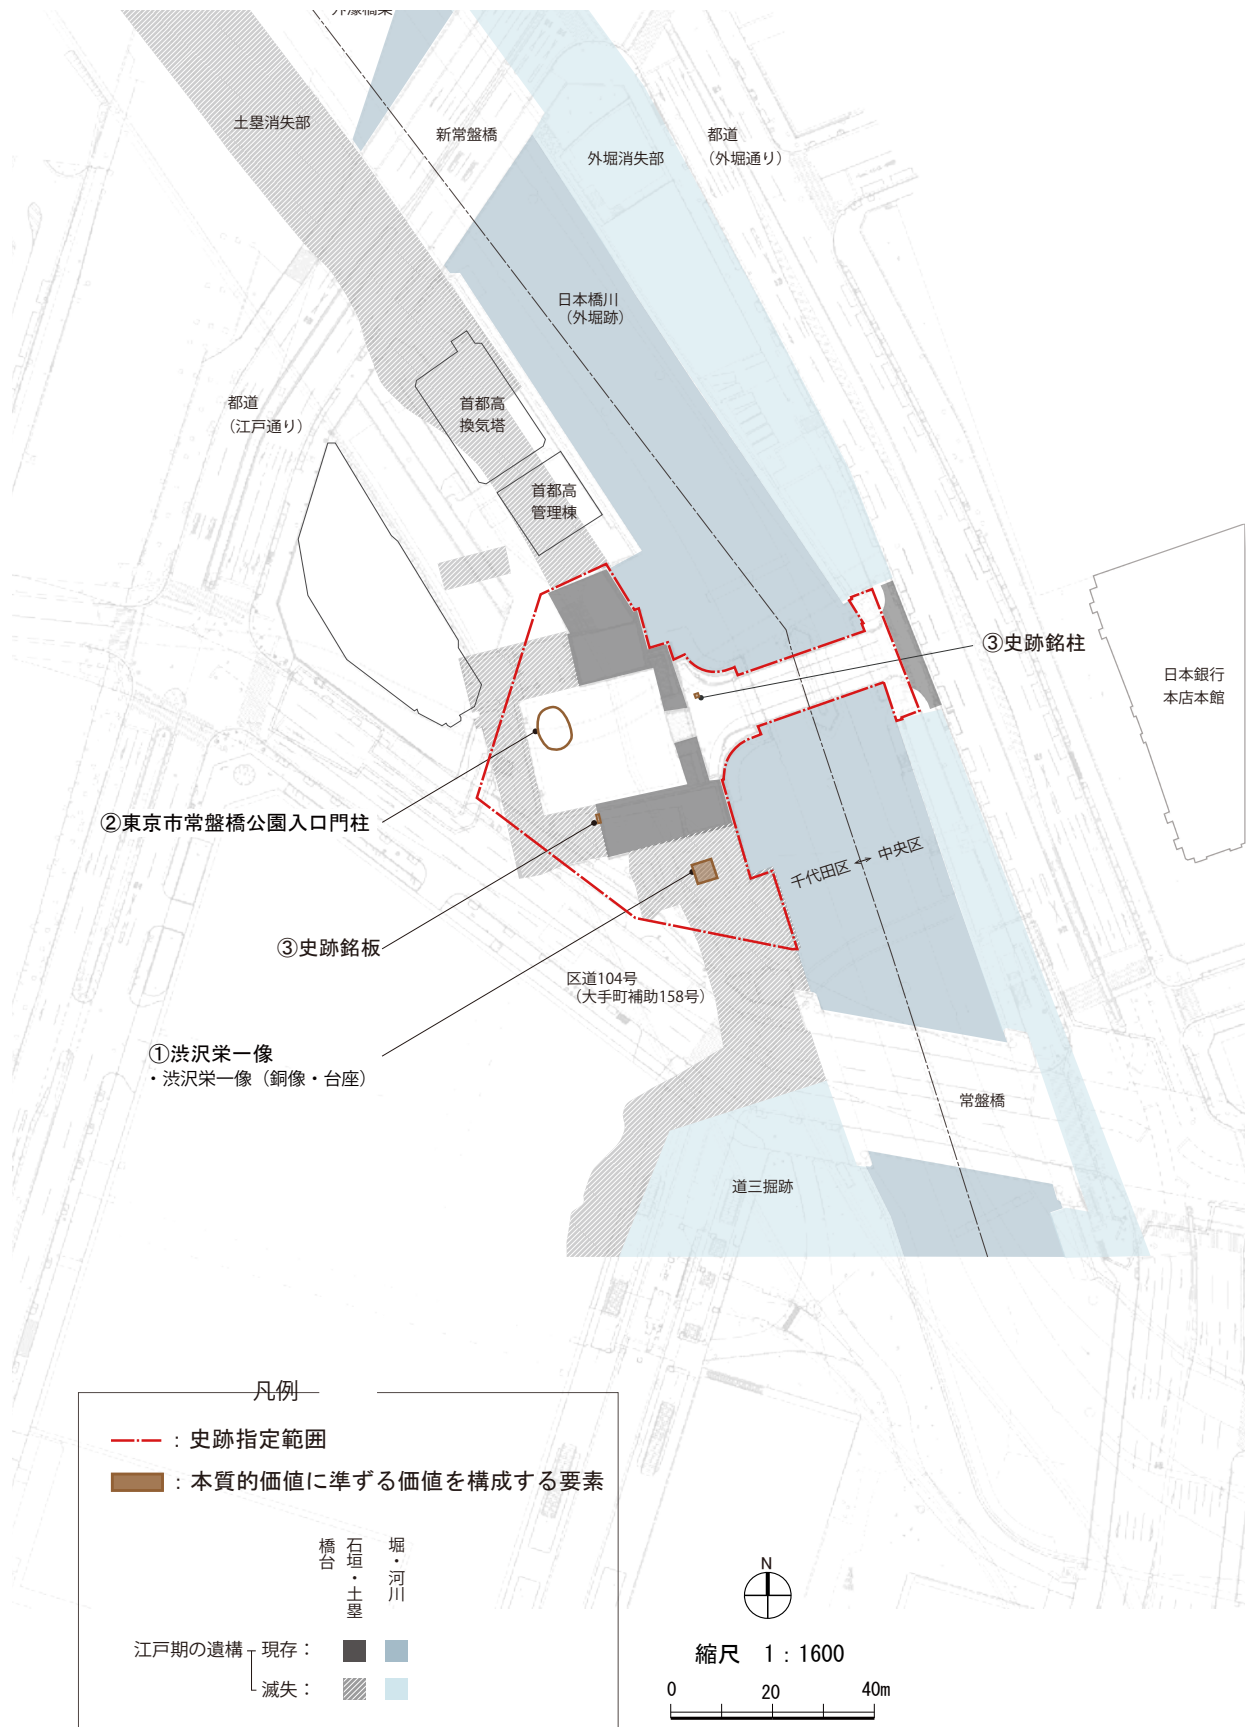 外濠橋梁
土塁消失部
新常盤橋
外堀消失部
都道
（外堀通り）
日本橋川
（外堀跡）
都道
（江戸通り）
首都高
換気塔
首都高
管理棟
③史跡銘柱
日本銀行
本店本館
②東京市常盤橋公園入口門柱
千代田区 ↔ 中央区
③史跡銘板
区道104号
（大手町補助158号）
①渋沢栄一像
・渋沢栄一像（銅像・台座）
常盤橋
道三掘跡
凡例
：史跡指定範囲
：本質的価値に準ずる価値を構成する要素
橋台
石垣・土塁
堀・河川
江戸期の遺構
現存：
滅失：
N
縮尺 1：1600
0 20 40m